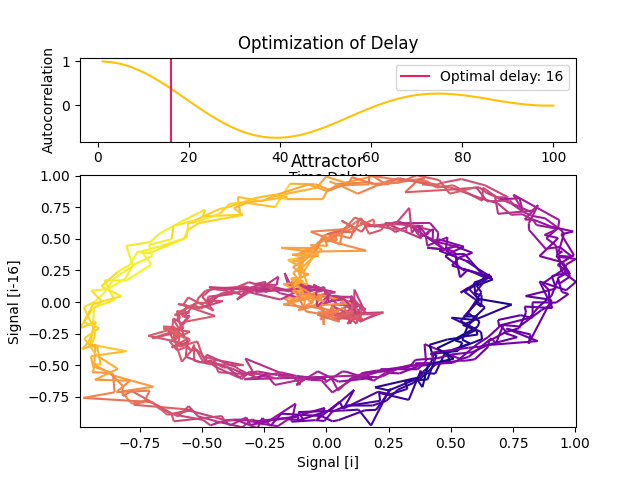 Optimization of Delay
Autocorrelation
1
0
Optimal delay: 16
0 20 40 60 80 100
Time Delay
Attractor
Signal [i-16]
1.00
0.75
0.50
0.25
0.00
−0.25
−0.50
−0.75
−0.75 −0.50 −0.25 0.00 0.25 0.50 0.75 1.00
Signal [i]